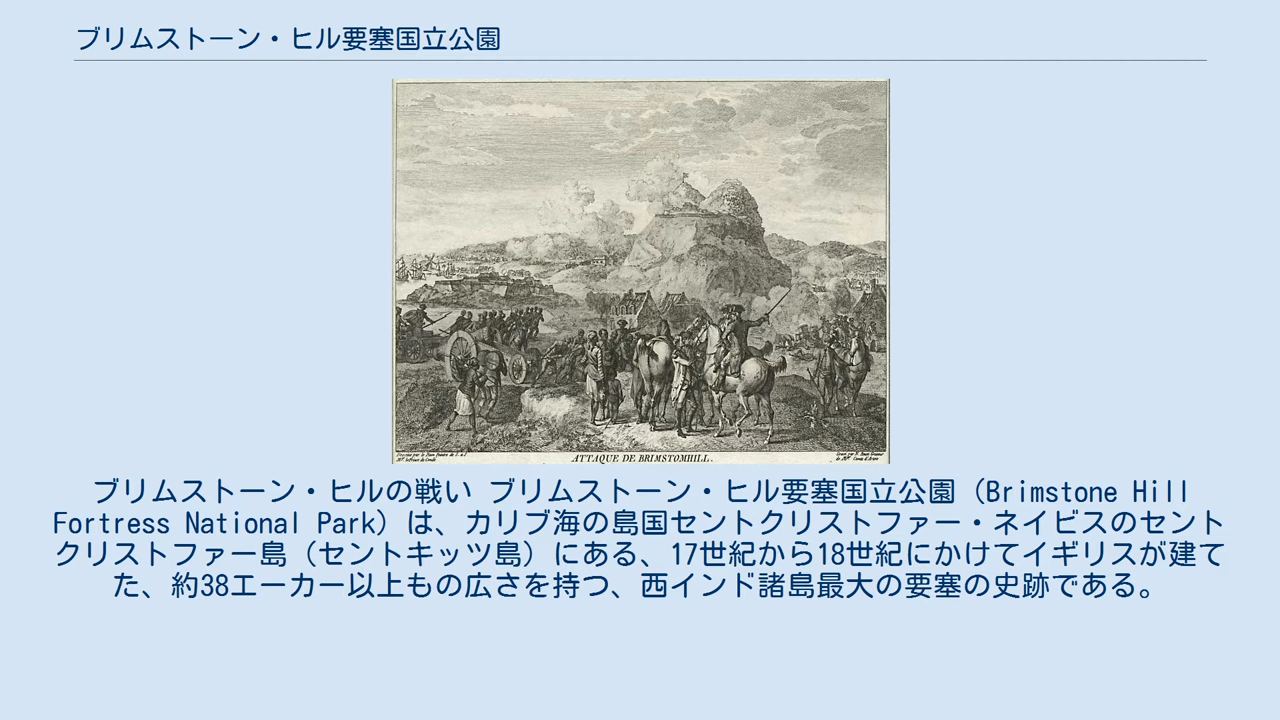 ブリムストーン・ヒル要塞国立公園
ATTAQUE DE BRIMSTOMHILL.
ブリムストーン・ヒルの戦い ブリムストーン・ヒル要塞国立公園（Brimstone Hill
Fortress National Park）は、カリブ海の島国セントクリストファー・ネイビスのセント
クリストファー島（セントキッツ島）にある、17世紀から18世紀にかけてイギリスが建て
た、約38エーカー以上もの広さを持つ、西インド諸島最大の要塞の史跡である。